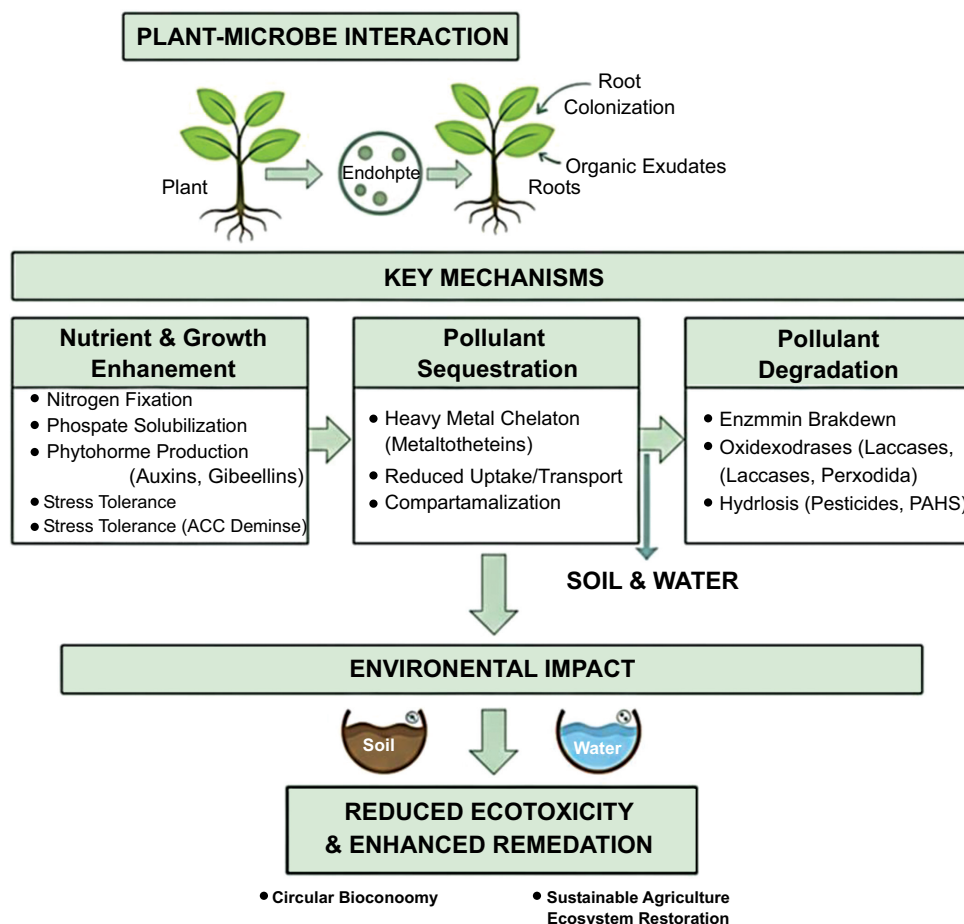 PLANT-MICROBE INTERACTION
Root
Colonization
Plant
Endohpte
Organic Exudates
Roots
KEY MECHANISMS
Nutrient & Growth
Enhanement
• Nitrogen Fixation
• Phospate Solubilization
• Phytohorme Production
(Auxins, Gibeellins)
• Stress Tolerance
• Stress Tolerance (ACC Deminse)
Pollulant
Sequestration
• Heavy Metal Chelaton
(Metaltotheteins)
• Reduced Uptake/Transport
• Compartamalization
Pollulant
Degradation
• Enzmmin Brakdewn
• Oxidexodrases (Laccases,
(Laccases, Perxodida)
• Hydrlosis (Pesticides, PAHS)
SOIL & WATER
ENVIRONENTAL IMPACT
Soil
Water
REDUCED ECOTOXICITY
& ENHANCED REMEDATION
• Circular Bioconoomy
• Sustainable Agriculture
Ecosystem Restoration